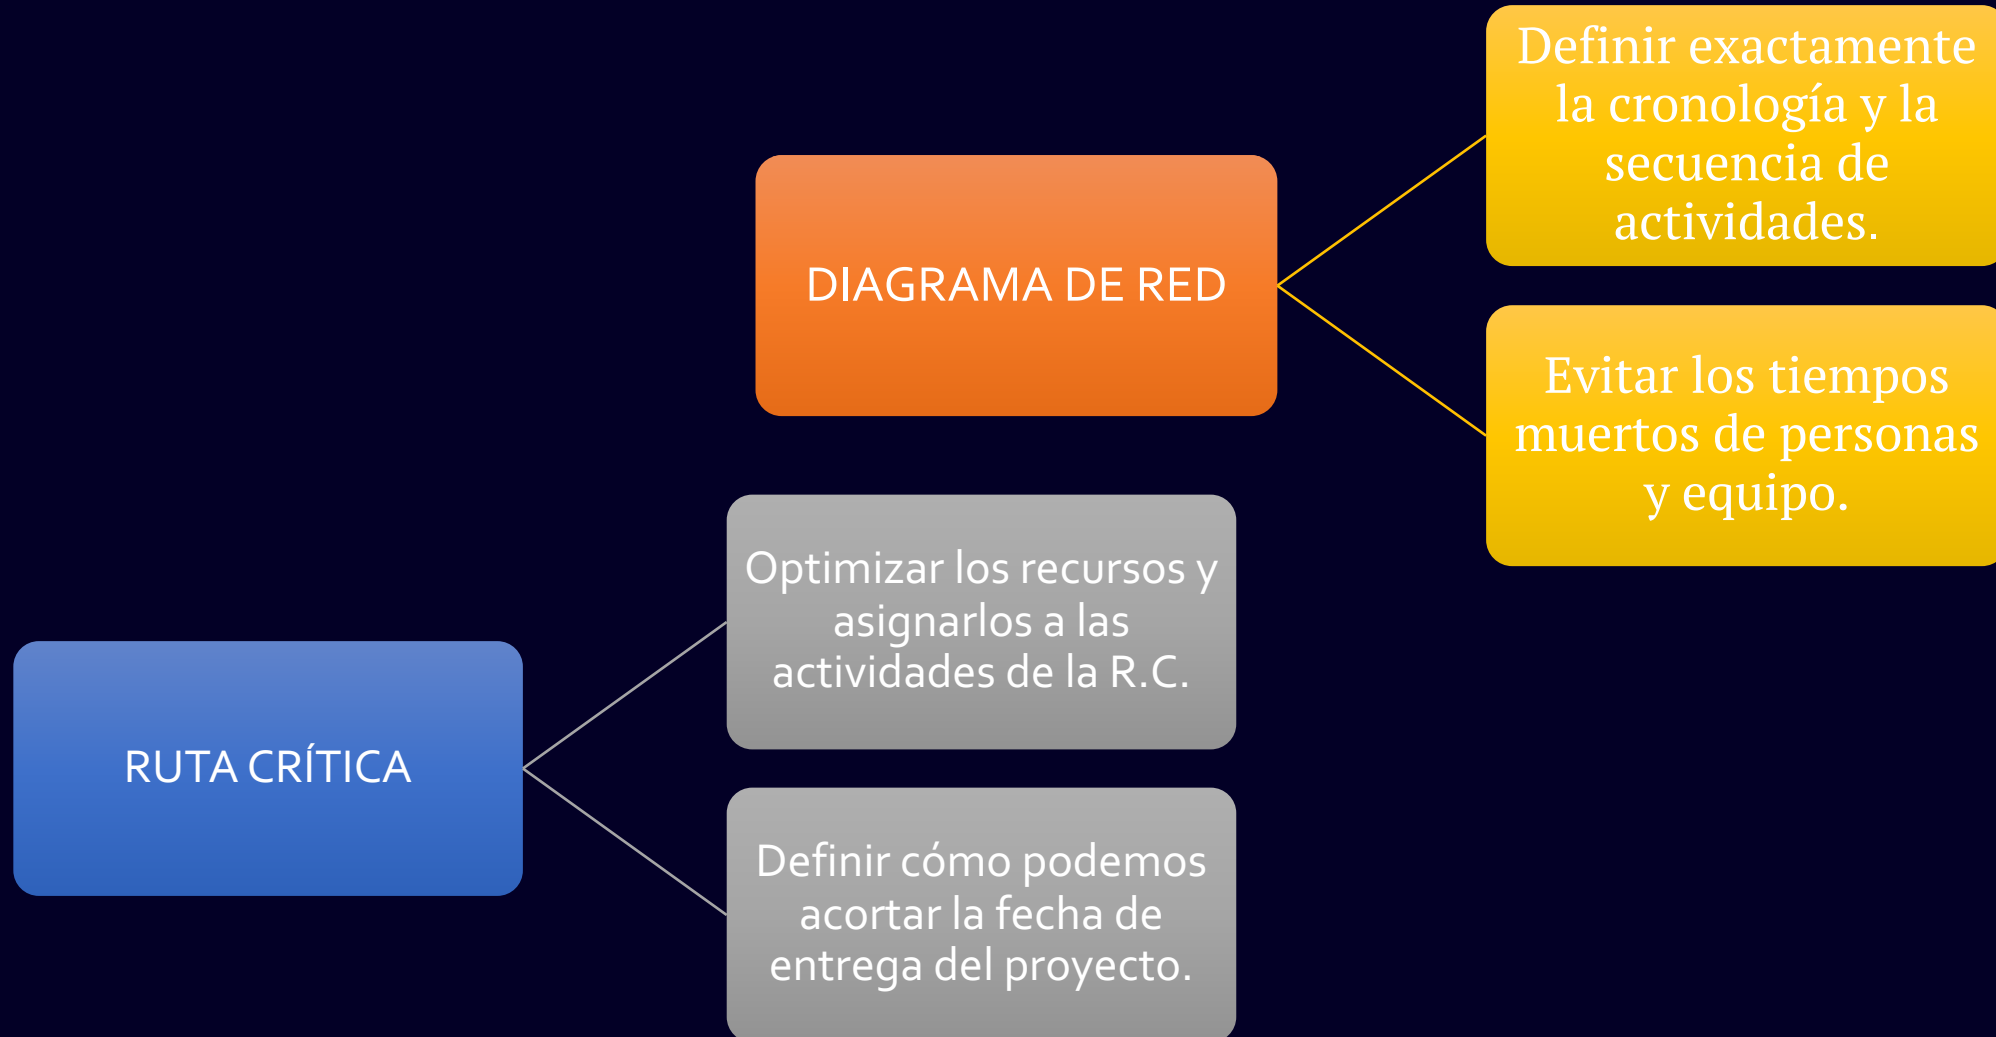 DIAGRAMA DE RED
Definir exactamente
la cronología y la
secuencia de
actividades.
Evitar los tiempos
muertos de personas
y equipo.
RUTA CRÍTICA
Optimizar los recursos y
asignarlos a las
actividades de la R.C.
Definir cómo podemos
acortar la fecha de
entrega del proyecto.